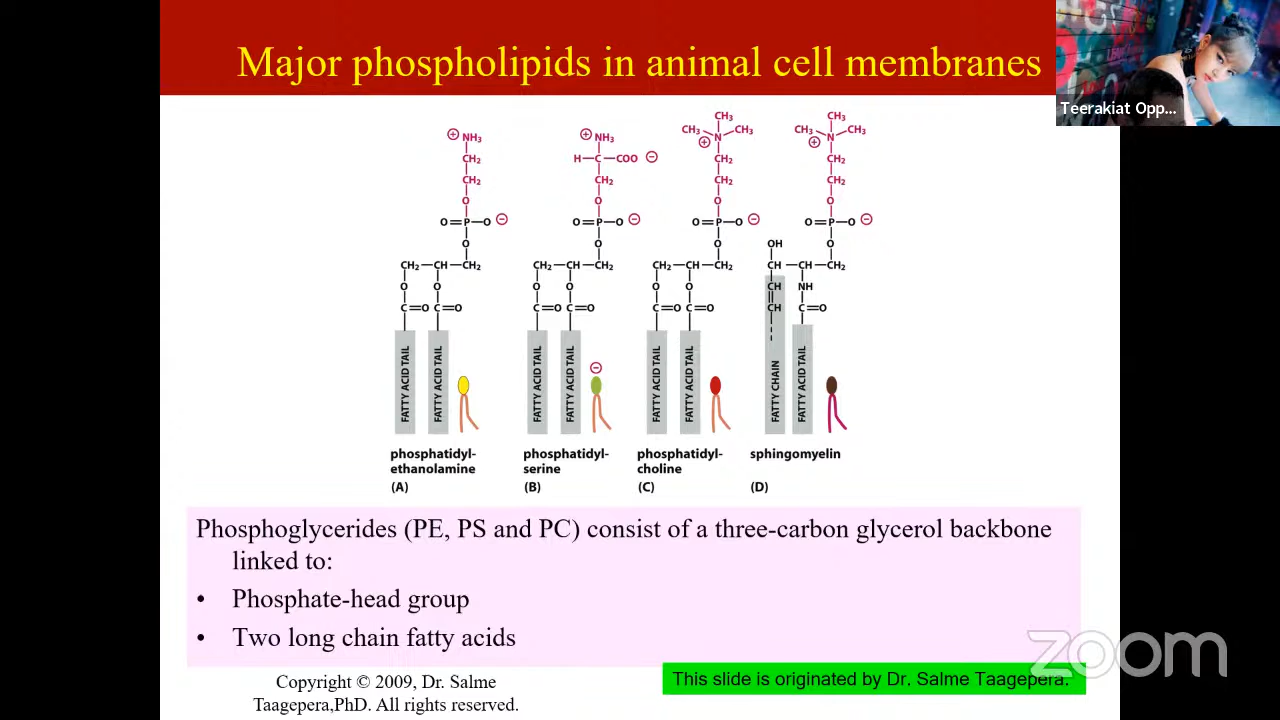 Major phospholipids in animal cell membranes
Teerakiat Opp...
CH₃ CH₃
⊕ NH₃ ⊕ NH₃ CH₃ N CH₃ CH₃ N CH₃
⊕ ⊕
CH₂ H—C—COO ⊖ CH₂ CH₂
CH₂ CH₂ CH₂ CH₂
O O O O
O=P—O ⊖ O=P—O ⊖ O=P—O ⊖ O=P—O ⊖
O O O OH O
CH₂—CH—CH₂ CH₂—CH—CH₂ CH₂—CH—CH₂ CH—CH—CH₂
O O O O O O CH NH
C=O C=O C=O C=O C=O C=O CH C=O
FATTY ACID TAIL FATTY ACID TAIL FATTY ACID TAIL FATTY ACID TAIL FATTY ACID TAIL FATTY ACID TAIL FATTY CHAIN FATTY ACID TAIL
⊖
phosphatidyl-
ethanolamine
(A)
phosphatidyl-
serine
(B)
phosphatidyl-
choline
(C)
sphingomyelin
(D)
Phosphoglycerides (PE, PS and PC) consist of a three-carbon glycerol backbone
linked to:
• Phosphate-head group
• Two long chain fatty acids
zoom
Copyright © 2009, Dr. Salme
Taagepera,PhD. All rights reserved.
This slide is originated by Dr. Salme Taagepera.